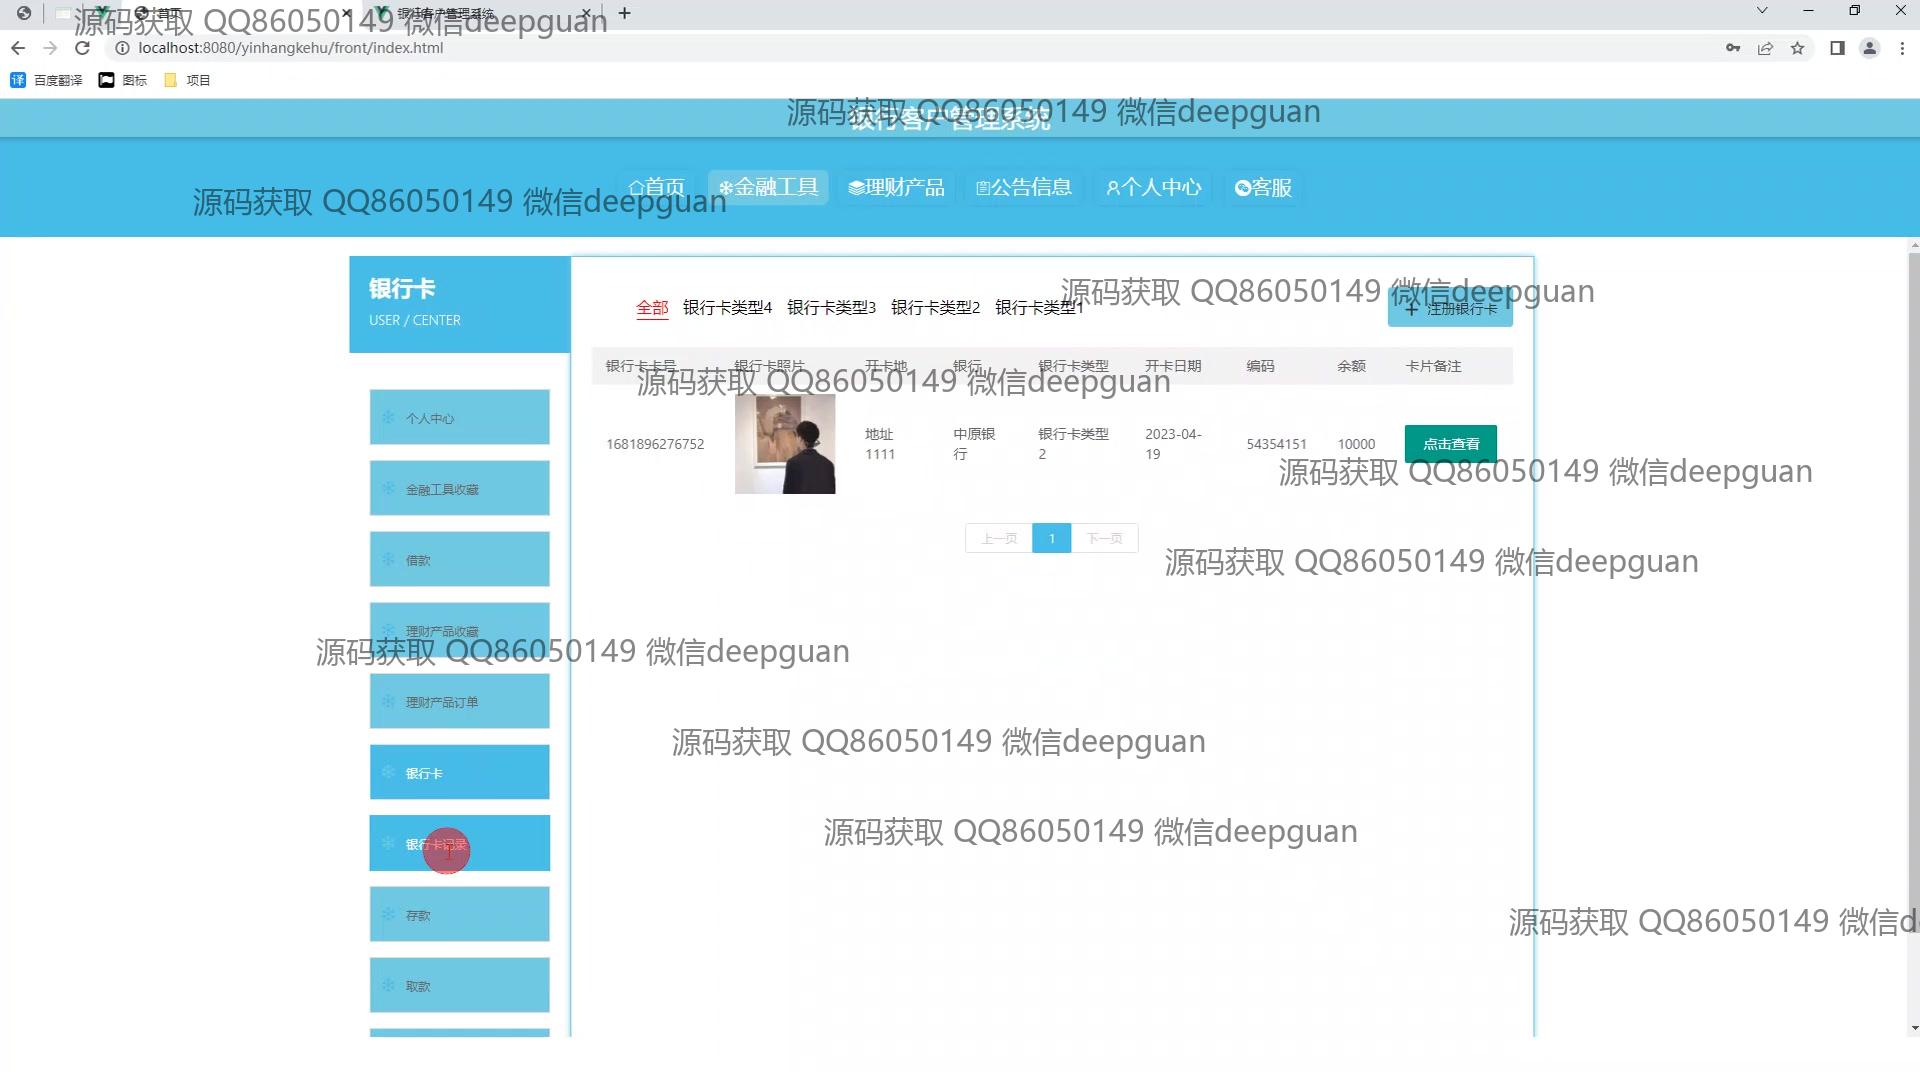 首页
银行客户管理系统
源码获取 QQ86050149 微信deepguan
localhost:8080/yinhangkehu/front/index.html
百度翻译 图标 项目
银行客户管理系统
源码获取 QQ86050149 微信deepguan
首页 金融工具 理财产品 公告信息 个人中心 客服
源码获取 QQ86050149 微信deepguan
银行卡
USER / CENTER
源码获取 QQ86050149 微信deepguan
全部 银行卡类型4 银行卡类型3 银行卡类型2 银行卡类型1
注册银行卡
银行卡卡号 银行卡照片 开卡地 银行 银行卡类型 开卡日期 编码 余额 卡片备注
源码获取 QQ86050149 微信deepguan
1681896276752 地址 1111 中原银行 银行卡类型 2 2023-04-19 54354151 10000 点击查看
源码获取 QQ86050149 微信deepguan
上一页 1 下一页
源码获取 QQ86050149 微信deepguan
个人中心
金融工具收藏
借款
理财产品收藏
源码获取 QQ86050149 微信deepguan
理财产品订单
源码获取 QQ86050149 微信deepguan
银行卡
银行卡记录
源码获取 QQ86050149 微信deepguan
存款
源码获取 QQ86050149 微信d
取款